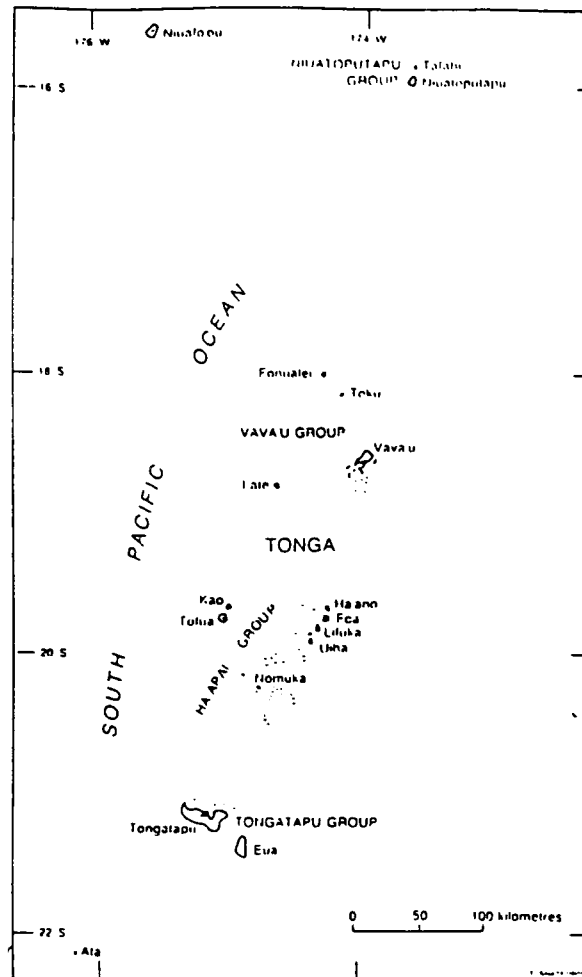 176 W
174 W
Niuafo'ou
NIUATOPUTAPU
Tafahi
GROUP
Niuatoputapu
16 S
OCEAN
18 S
Fonualei
Toku
VAVA'U GROUP
Vava'u
Late
PACIFIC
TONGA
Kao
Tofua
Ha'ano
Foa
Lifuka
Uiha
GROUP
HA'APAI
20 S
Nomuka
SOUTH
Tongatapu
TONGATAPU GROUP
Eua
0 50 100 kilometres
22 S
Ata